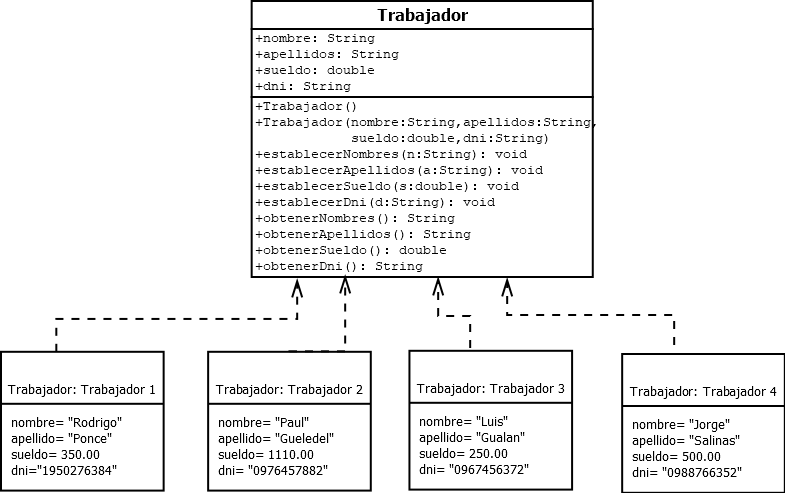 Trabajador
+nombre: String
+apellidos: String
+sueldo: double
+dni: String
+Trabajador()
+Trabajador(nombre:String,apellidos:String,
sueldo:double,dni:String)
+establecerNombres(n:String): void
+establecerApellidos(a:String): void
+establecerSueldo(s:double): void
+establecerDni(d:String): void
+obtenerNombres(): String
+obtenerApellidos(): String
+obtenerSueldo(): double
+obtenerDni(): String
Trabajador: Trabajador 1
nombre= "Rodrigo"
apellido= "Ponce"
sueldo= 350.00
dni="1950276384"
Trabajador: Trabajador 2
nombre= "Paul"
apellido= "Gueledel"
sueldo= 1110.00
dni= "0976457882"
Trabajador: Trabajador 3
nombre= "Luis"
apellido= "Gualan"
sueldo= 250.00
dni= "0967456372"
Trabajador: Trabajador 4
nombre= "Jorge"
apellido= "Salinas"
sueldo= 500.00
dni= "0988766352"